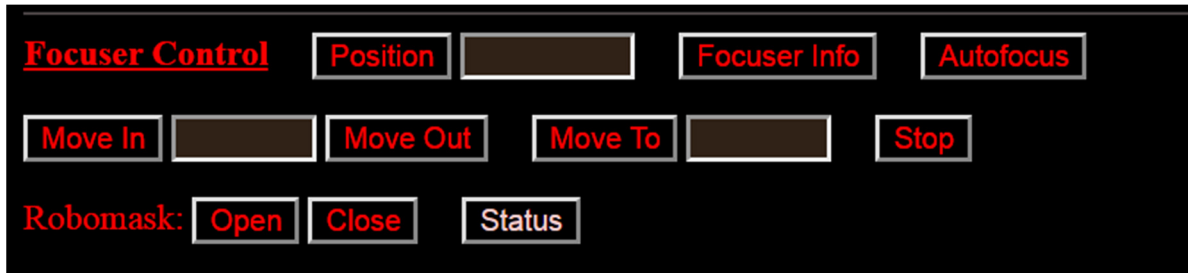 Focuser Control Position Focuser Info Autofocus
Move In Move Out Move To Stop
Robomask: Open Close Status